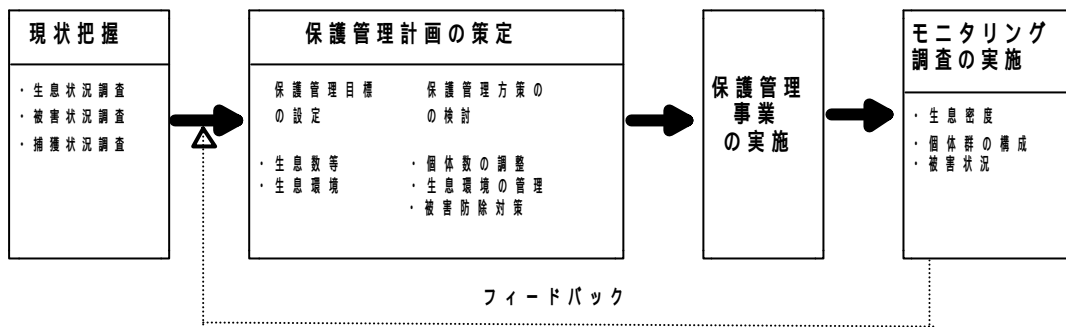 現状把握
・生息状況調査
・被害状況調査
・捕獲状況調査
保護管理計画の策定
保護管理目標
の設定
・生息数等
・生息環境
保護管理方策の
の検討
・個体数の調整
・生息環境の管理
・被害防除対策
保護管理
事業
の実施
モニタリング
調査の実施
・生息密度
・個体群の構成
・被害状況
フィードバック